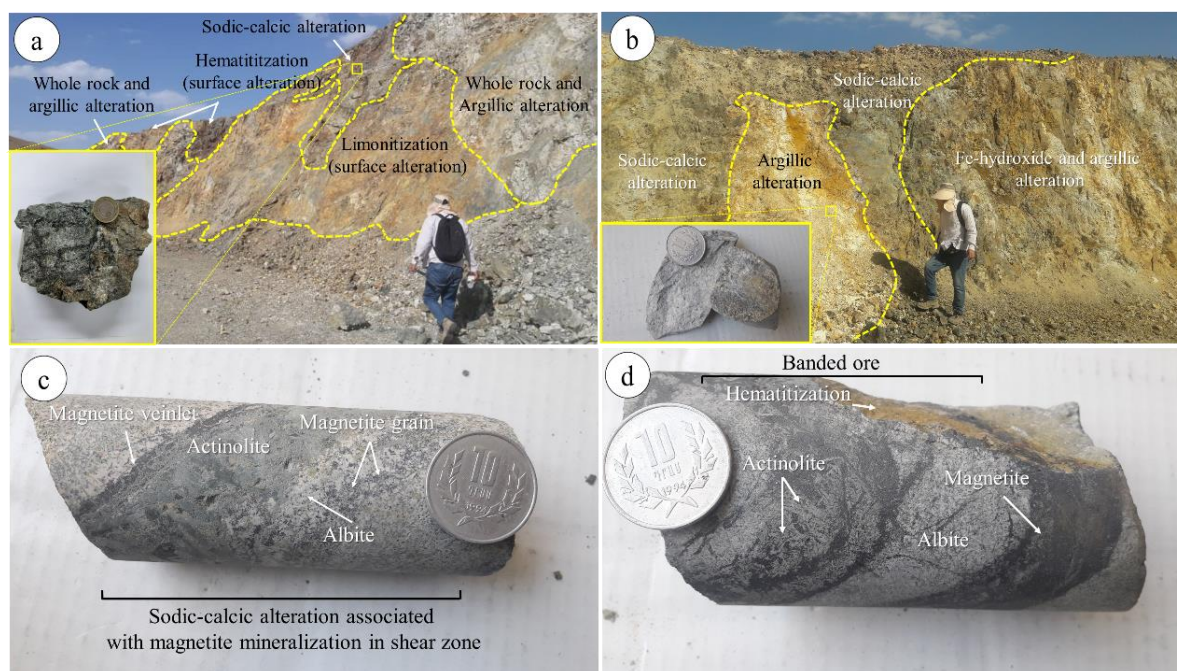 a
Sodic-calcic alteration
Hematititzation
(surface alteration)
Whole rock and
argillic alteration
Whole rock and
Argillic alteration
Limonitization
(surface alteration)
b
Sodic-calcic
alteration
Sodic-calcic
alteration
Argillic
alteration
Fe-hydroxide and argillic
alteration
c
Magnetite veinlet
Actinolite
Magnetite grain
Albite
10
Sodic-calcic alteration associated
with magnetite mineralization in shear zone
d
Banded ore
Hematitization
Actinolite
Magnetite
Albite
10
1994